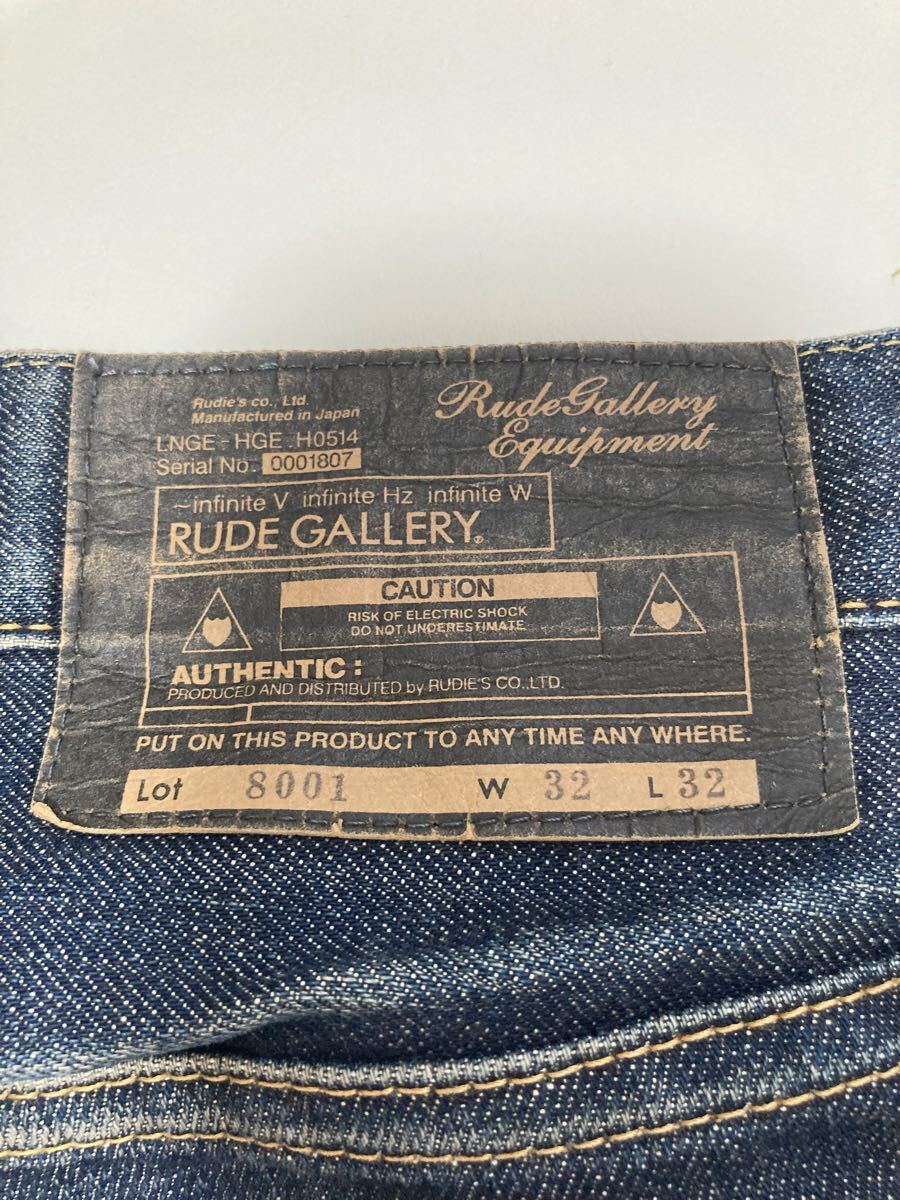 Rudie's co., Ltd.
Manufactured in Japan
LNGE-HGE H0514
Serial No. 0001807
RudeGallery
Equipment
~infinite V infinite Hz infinite W
RUDE GALLERY®
CAUTION
RISK OF ELECTRIC SHOCK
DO NOT UNDERESTIMATE
AUTHENTIC:
PRODUCED AND DISTRIBUTED by RUDIE'S CO.,LTD.
PUT ON THIS PRODUCT TO ANY TIME ANY WHERE.
Lot 8001 W 32 L 32